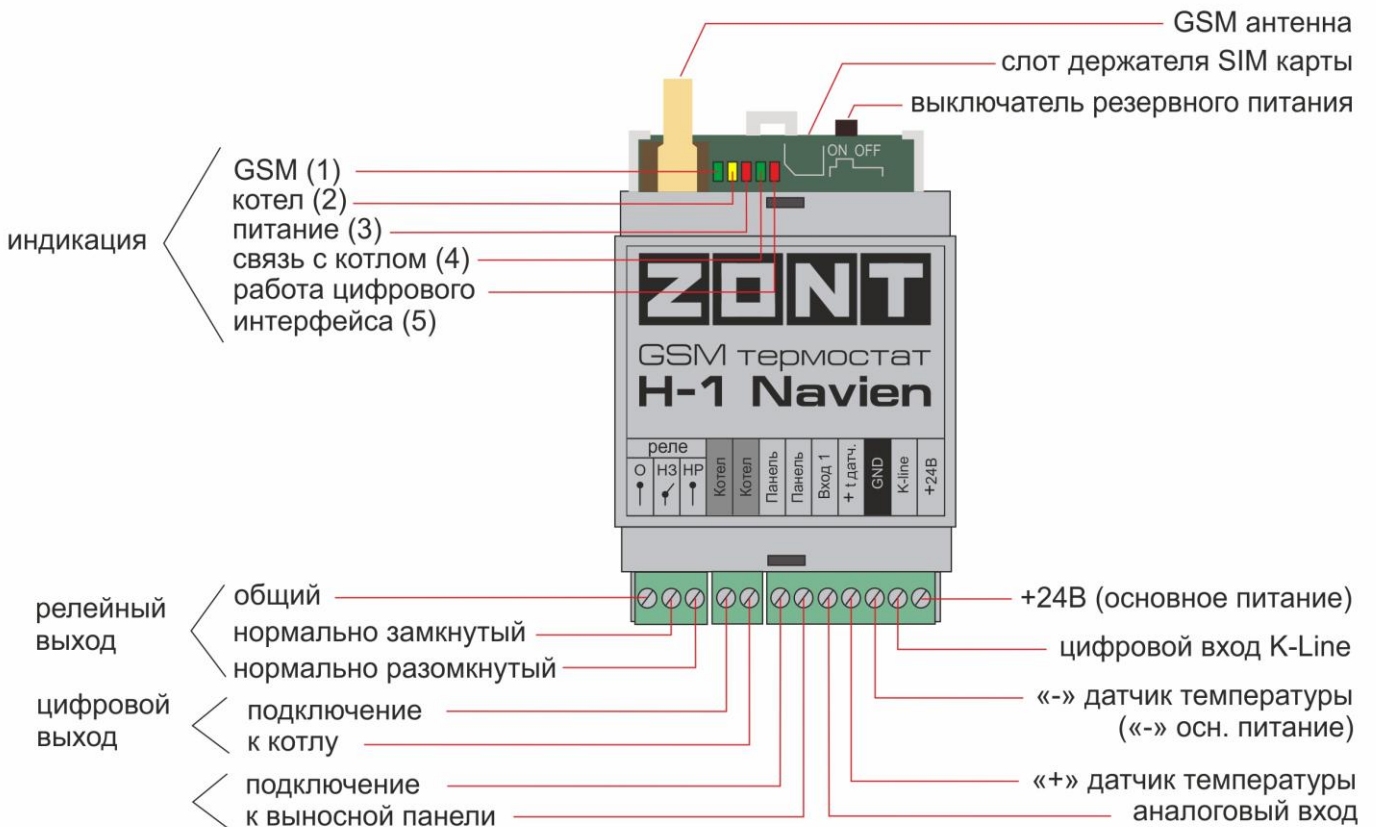 GSM антенна
слот держателя SIM карты
выключатель резервного питания
ON OFF
индикация
GSM (1)
котел (2)
питание (3)
связь с котлом (4)
работа цифрового
интерфейса (5)
ZONT
GSM термостат
H-1 Navien
реле
О НЗ НР
Котел
Котел
Панель
Панель
Вход 1
+ t датч.
GND
K-line
+24В
релейный
выход
общий
нормально замкнутый
нормально разомкнутый
цифровой
выход
подключение
к котлу
подключение
к выносной панели
+24В (основное питание)
цифровой вход K-Line
«-» датчик температуры
(«-» осн. питание)
«+» датчик температуры
аналоговый вход